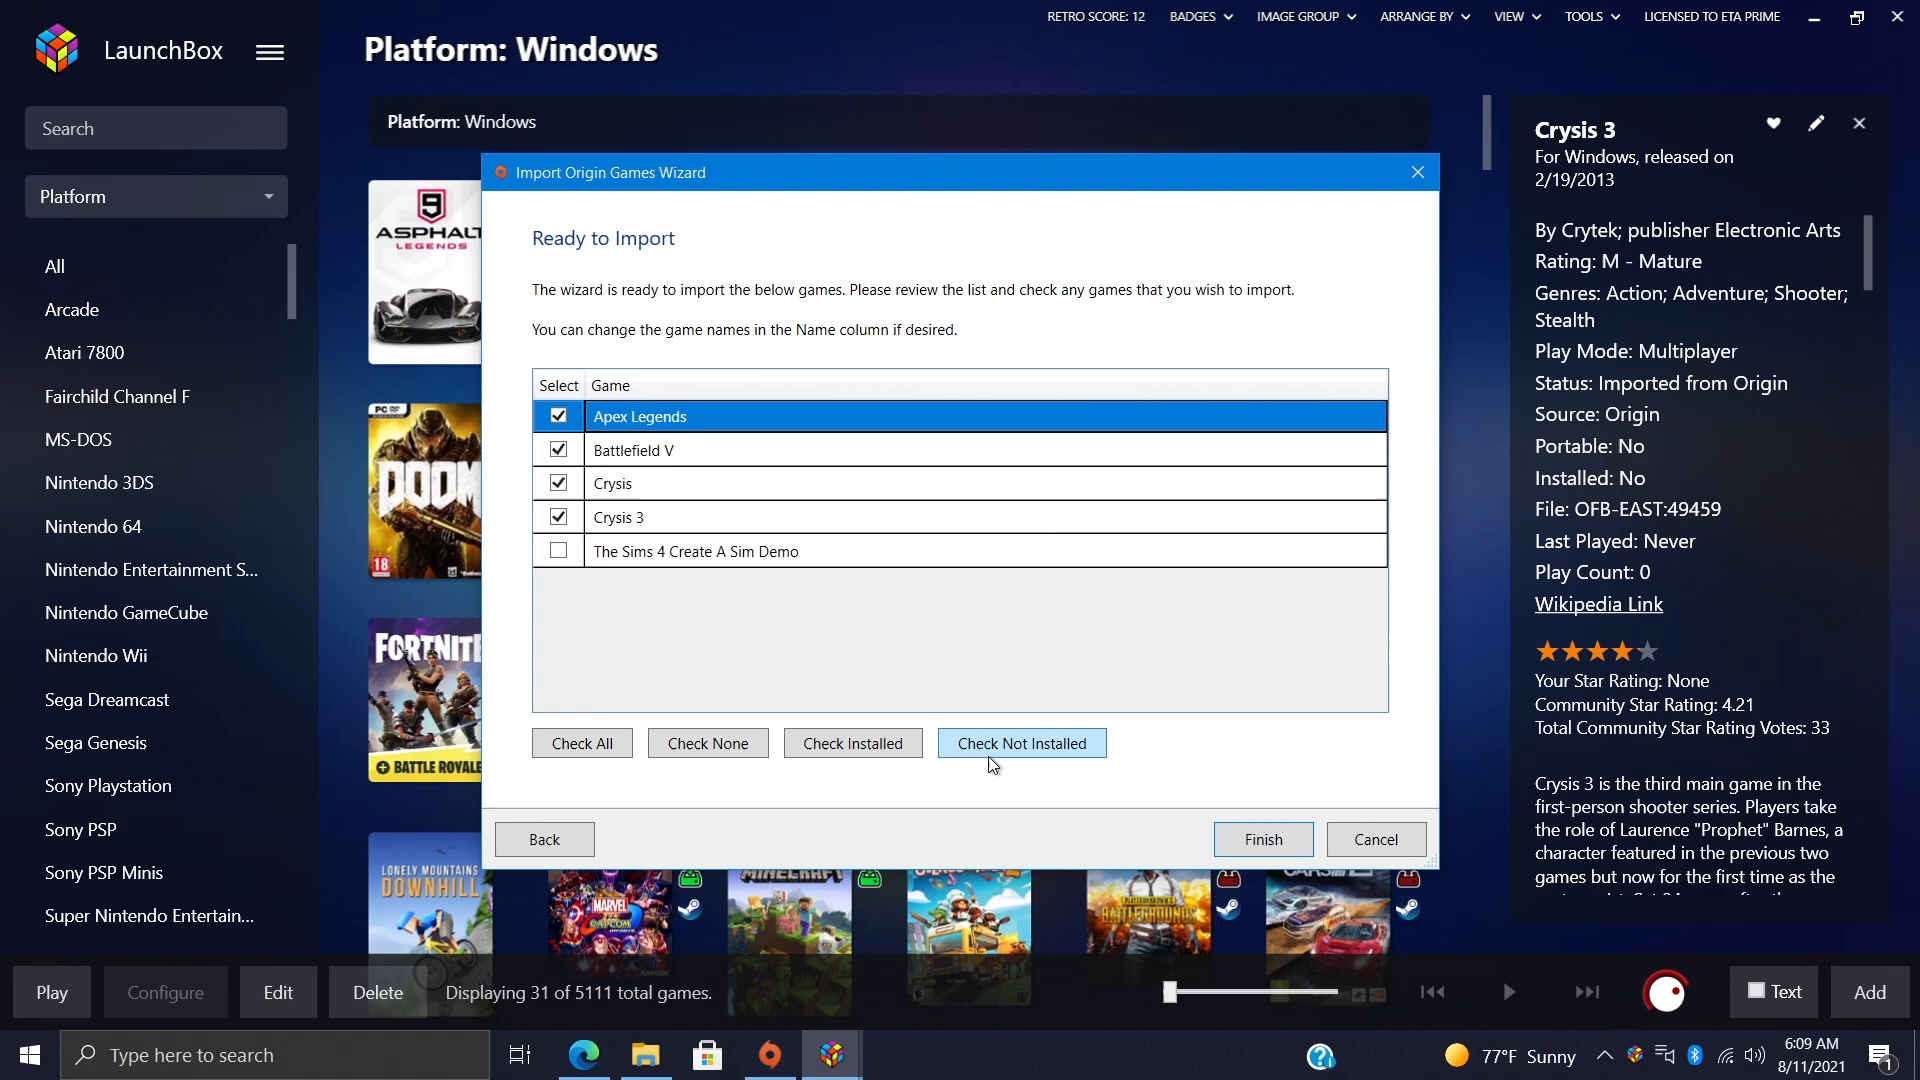 RETRO SCORE: 12 BADGES IMAGE GROUP ARRANGE BY VIEW TOOLS LICENSED TO ETA PRIME
LaunchBox
Platform: Windows
Search
Platform
All
Arcade
Atari 7800
Fairchild Channel F
MS-DOS
Nintendo 3DS
Nintendo 64
Nintendo Entertainment S...
Nintendo GameCube
Nintendo Wii
Sega Dreamcast
Sega Genesis
Sony Playstation
Sony PSP
Sony PSP Minis
Super Nintendo Entertain...
Platform: Windows
9
ASPHALT
LEGENDS
PC
DOOM
18
FORTNITE
BATTLE ROYALE
LONELY MOUNTAINS
DOWNHILL
MARVEL
CAPCOM
INFINITE
MINECRAFT
BATTLEGROUNDS
Import Origin Games Wizard
Ready to Import
The wizard is ready to import the below games. Please review the list and check any games that you wish to import.
You can change the game names in the Name column if desired.
Select Game
Apex Legends
Battlefield V
Crysis
Crysis 3
The Sims 4 Create A Sim Demo
Check All Check None Check Installed Check Not Installed
Back Finish Cancel
Crysis 3
For Windows, released on
2/19/2013
By Crytek; publisher Electronic Arts
Rating: M - Mature
Genres: Action; Adventure; Shooter;
Stealth
Play Mode: Multiplayer
Status: Imported from Origin
Source: Origin
Portable: No
Installed: No
File: OFB-EAST:49459
Last Played: Never
Play Count: 0
Wikipedia Link
Your Star Rating: None
Community Star Rating: 4.21
Total Community Star Rating Votes: 33
Crysis 3 is the third main game in the
first-person shooter series. Players take
the role of Laurence "Prophet" Barnes, a
character featured in the previous two
games but now for the first time as the
Play Configure Edit Delete Displaying 31 of 5111 total games. Text Add
Type here to search
77°F Sunny
6:09 AM
8/11/2021
1